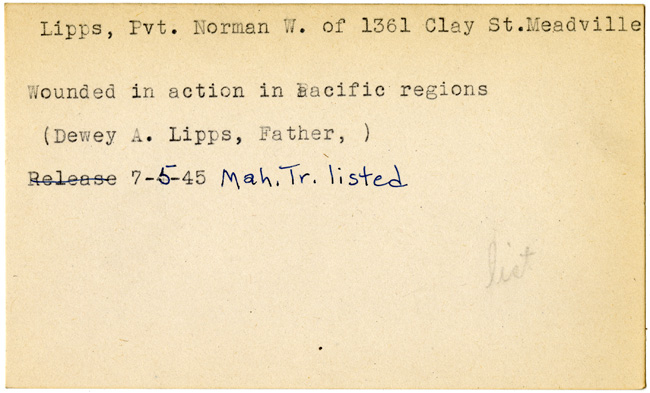 Lipps, Pvt. Norman W. of 1361 Clay St.Meadville
Wounded in action in Pacific regions
(Dewey A. Lipps, Father, )
Release 7-5-45 Mah. Tr. listed
list